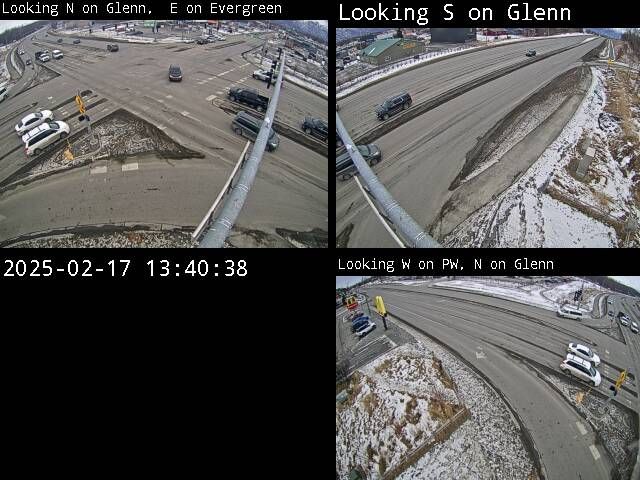 Looking N on Glenn, E on Evergreen
Looking S on Glenn
2025-02-17 13:40:38
Looking W on PW, N on Glenn